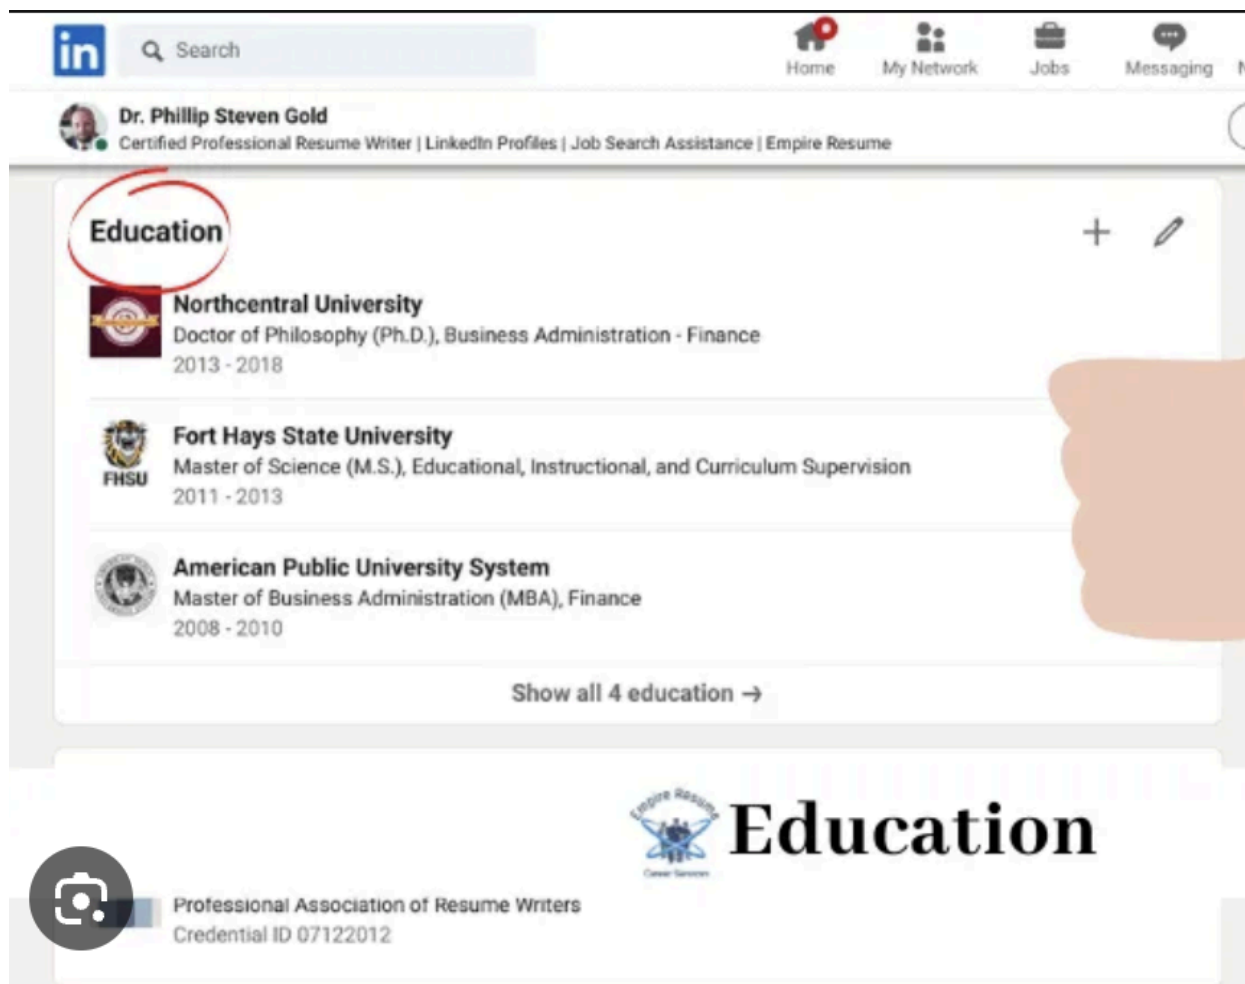 in
Search
Home
My Network
Jobs
Messaging
N
Dr. Phillip Steven Gold
Certified Professional Resume Writer | LinkedIn Profiles | Job Search Assistance | Empire Resume
Education
Northcentral University
Doctor of Philosophy (Ph.D.), Business Administration - Finance
2013 - 2018
FHSU
Fort Hays State University
Master of Science (M.S.), Educational, Instructional, and Curriculum Supervision
2011 - 2013
American Public University System
Master of Business Administration (MBA), Finance
2008 - 2010
Show all 4 education →
Empire Resume
Career Services
Education
Professional Association of Resume Writers
Credential ID 07122012